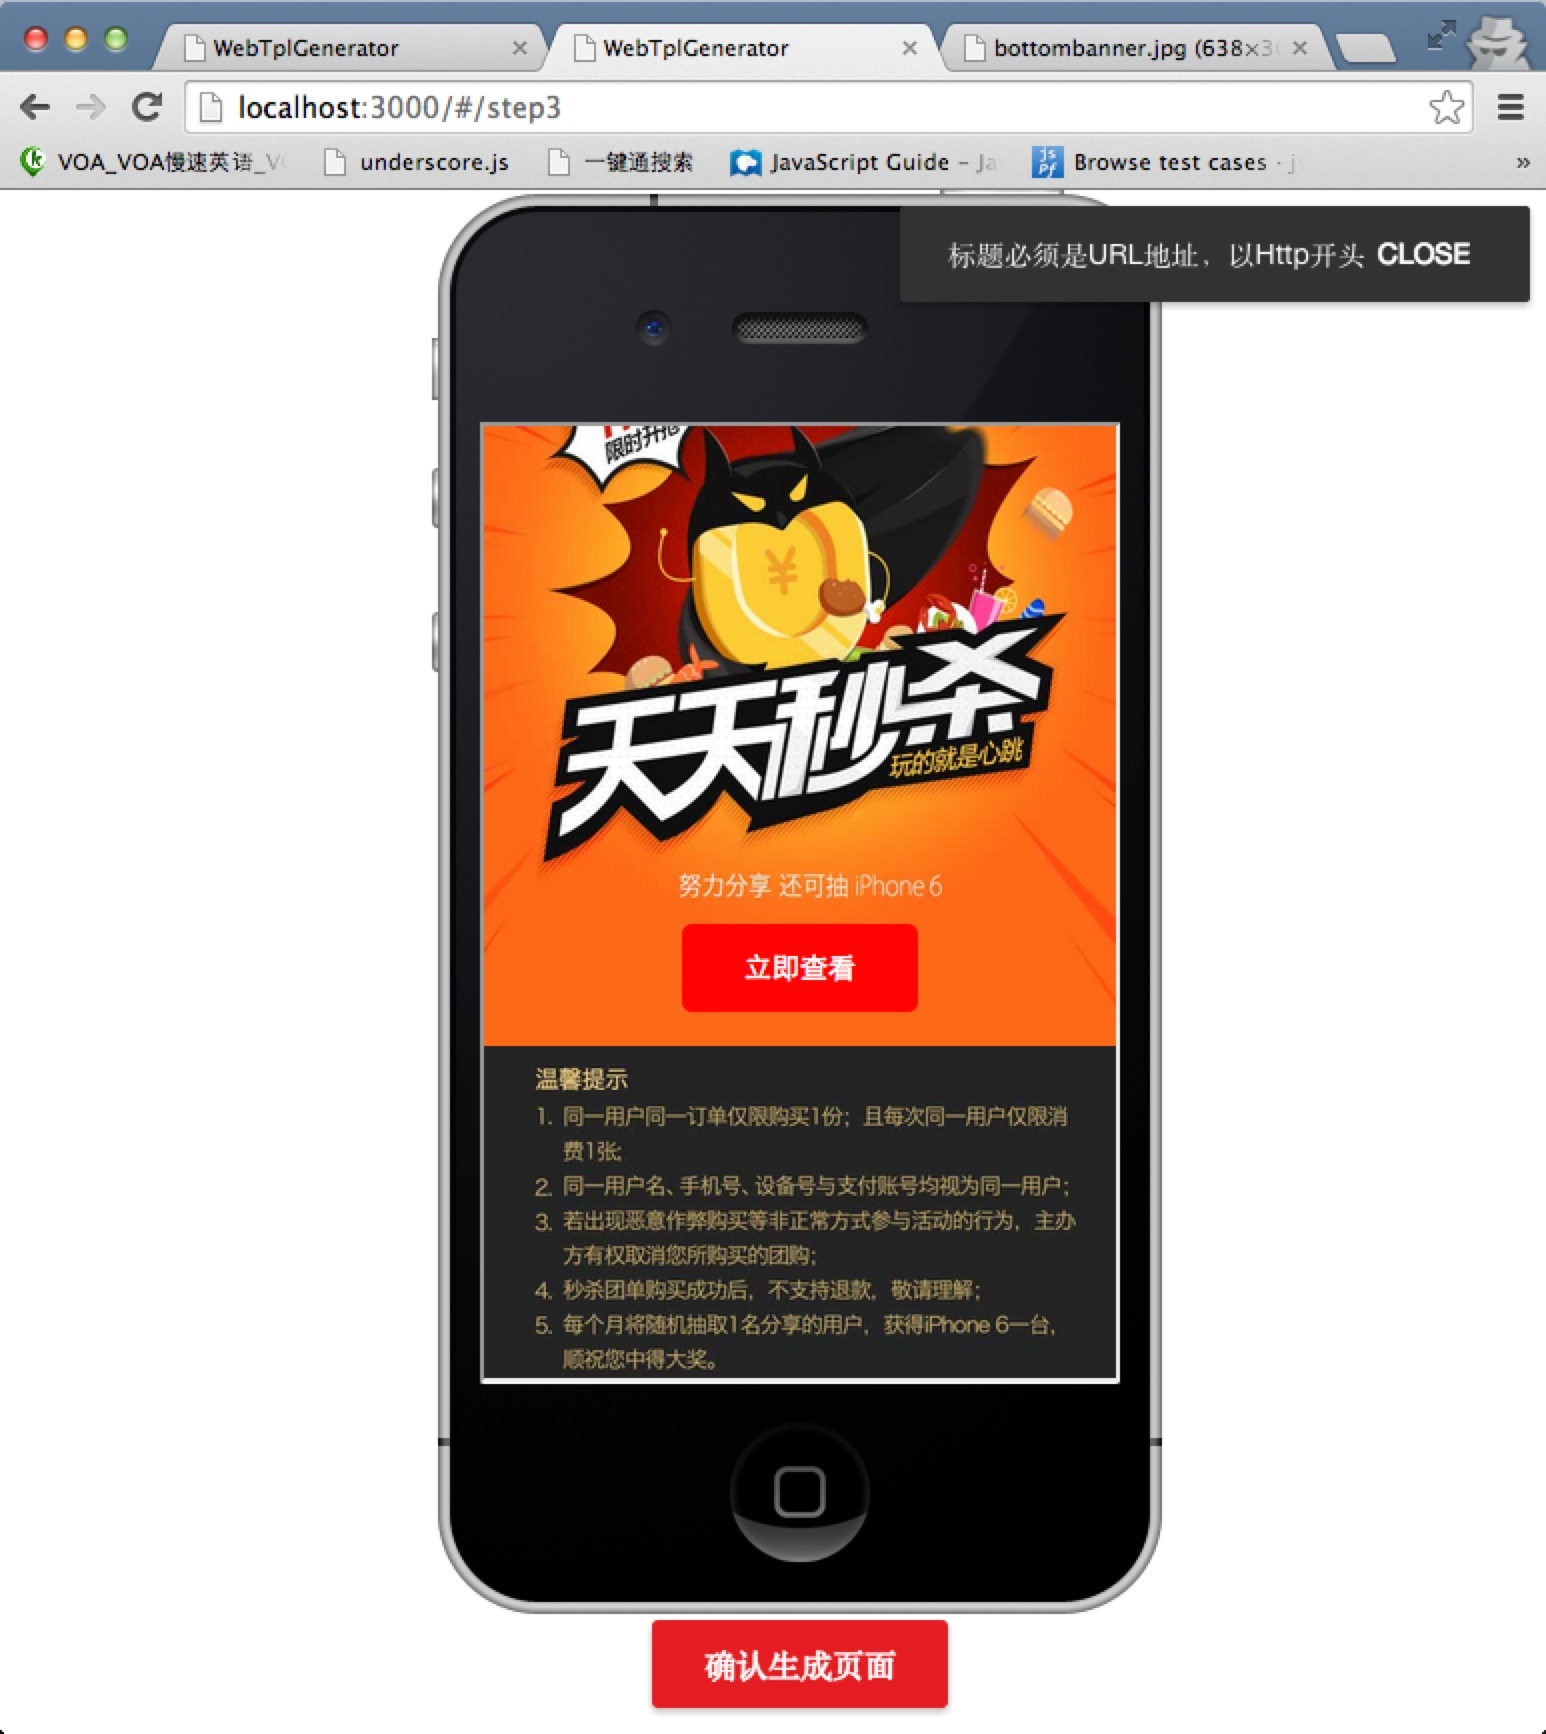 WebTplGenerator
WebTplGenerator
bottombanner.jpg (638×3
localhost:3000/#/step3
VOA_VOA慢速英语_V
underscore.js
一键通搜索
JavaScript Guide – Ja
Browse test cases · j
»
标题必须是URL地址，以Http开头 CLOSE
限时开抢
¥
天天秒杀
玩的就是心跳
努力分享 还可抽 iPhone 6
立即查看
温馨提示
1. 同一用户同一订单仅限购买1份；且每次同一用户仅限消
费1张;
2. 同一用户名、手机号、设备号与支付账号均视为同一用户；
3. 若出现恶意作弊购买等非正常方式参与活动的行为，主办
方有权取消您所购买的团购；
4. 秒杀团单购买成功后，不支持退款，敬请理解；
5. 每个月将随机抽取1名分享的用户，获得iPhone 6一台，
顺祝您中得大奖。
确认生成页面